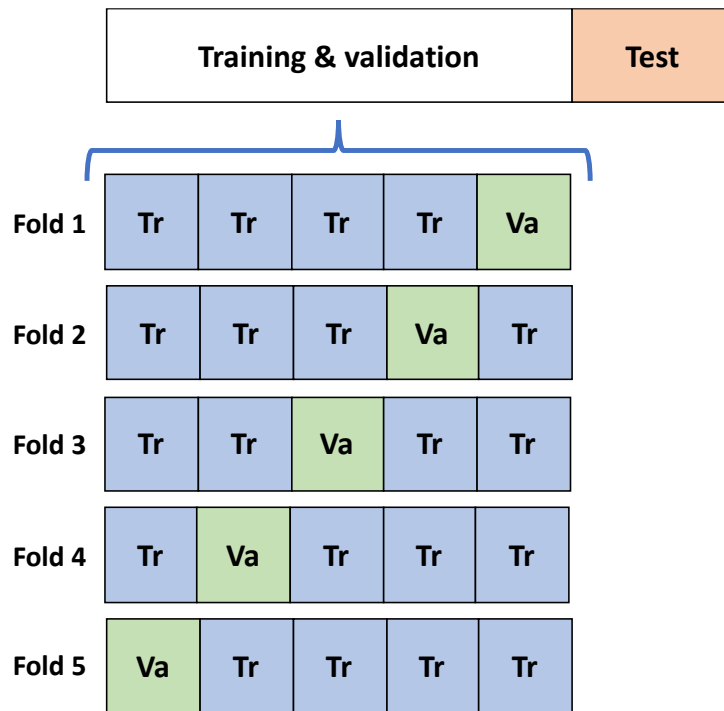 Training & validation Test
Fold 1 Tr Tr Tr Tr Va
Fold 2 Tr Tr Tr Va Tr
Fold 3 Tr Tr Va Tr Tr
Fold 4 Tr Va Tr Tr Tr
Fold 5 Va Tr Tr Tr Tr